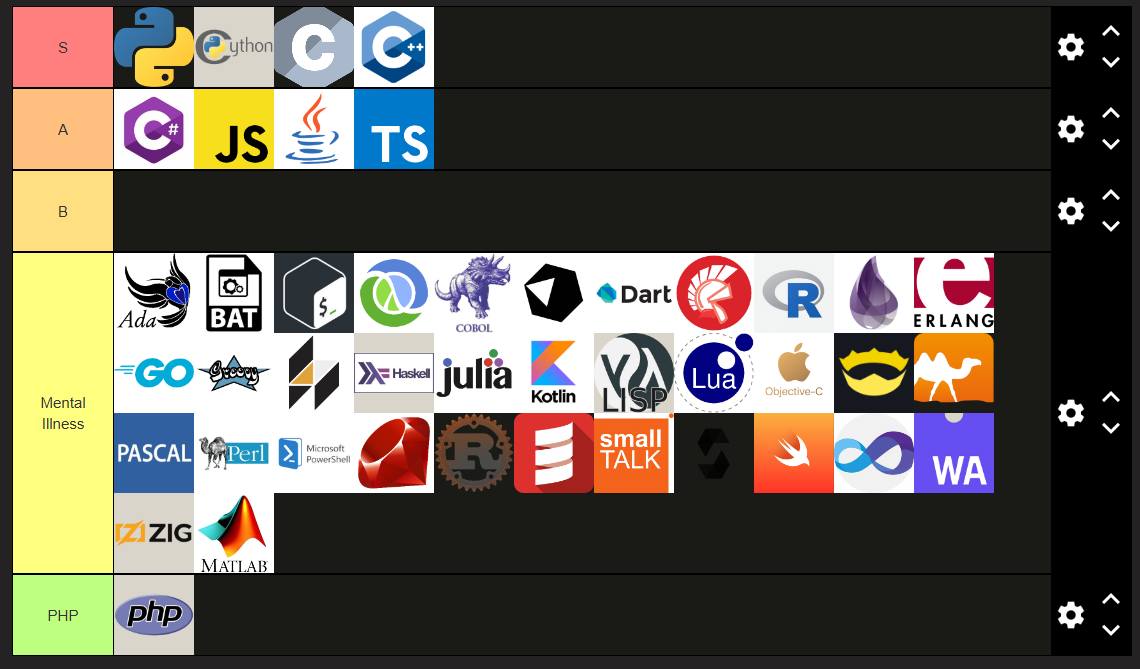 S
Cython
C
C++
A
C#
JS
TS
B
Mental
Illness
Ada
BAT
$_
COBOL
Dart
R
e
ERLANG
GO
Groovy
Haskell
julia
Kotlin
LISP
Lua
Objective-C
PASCAL
Perl
Microsoft
PowerShell
R
small
TALK
WA
ZIG
MATLAB
PHP
php